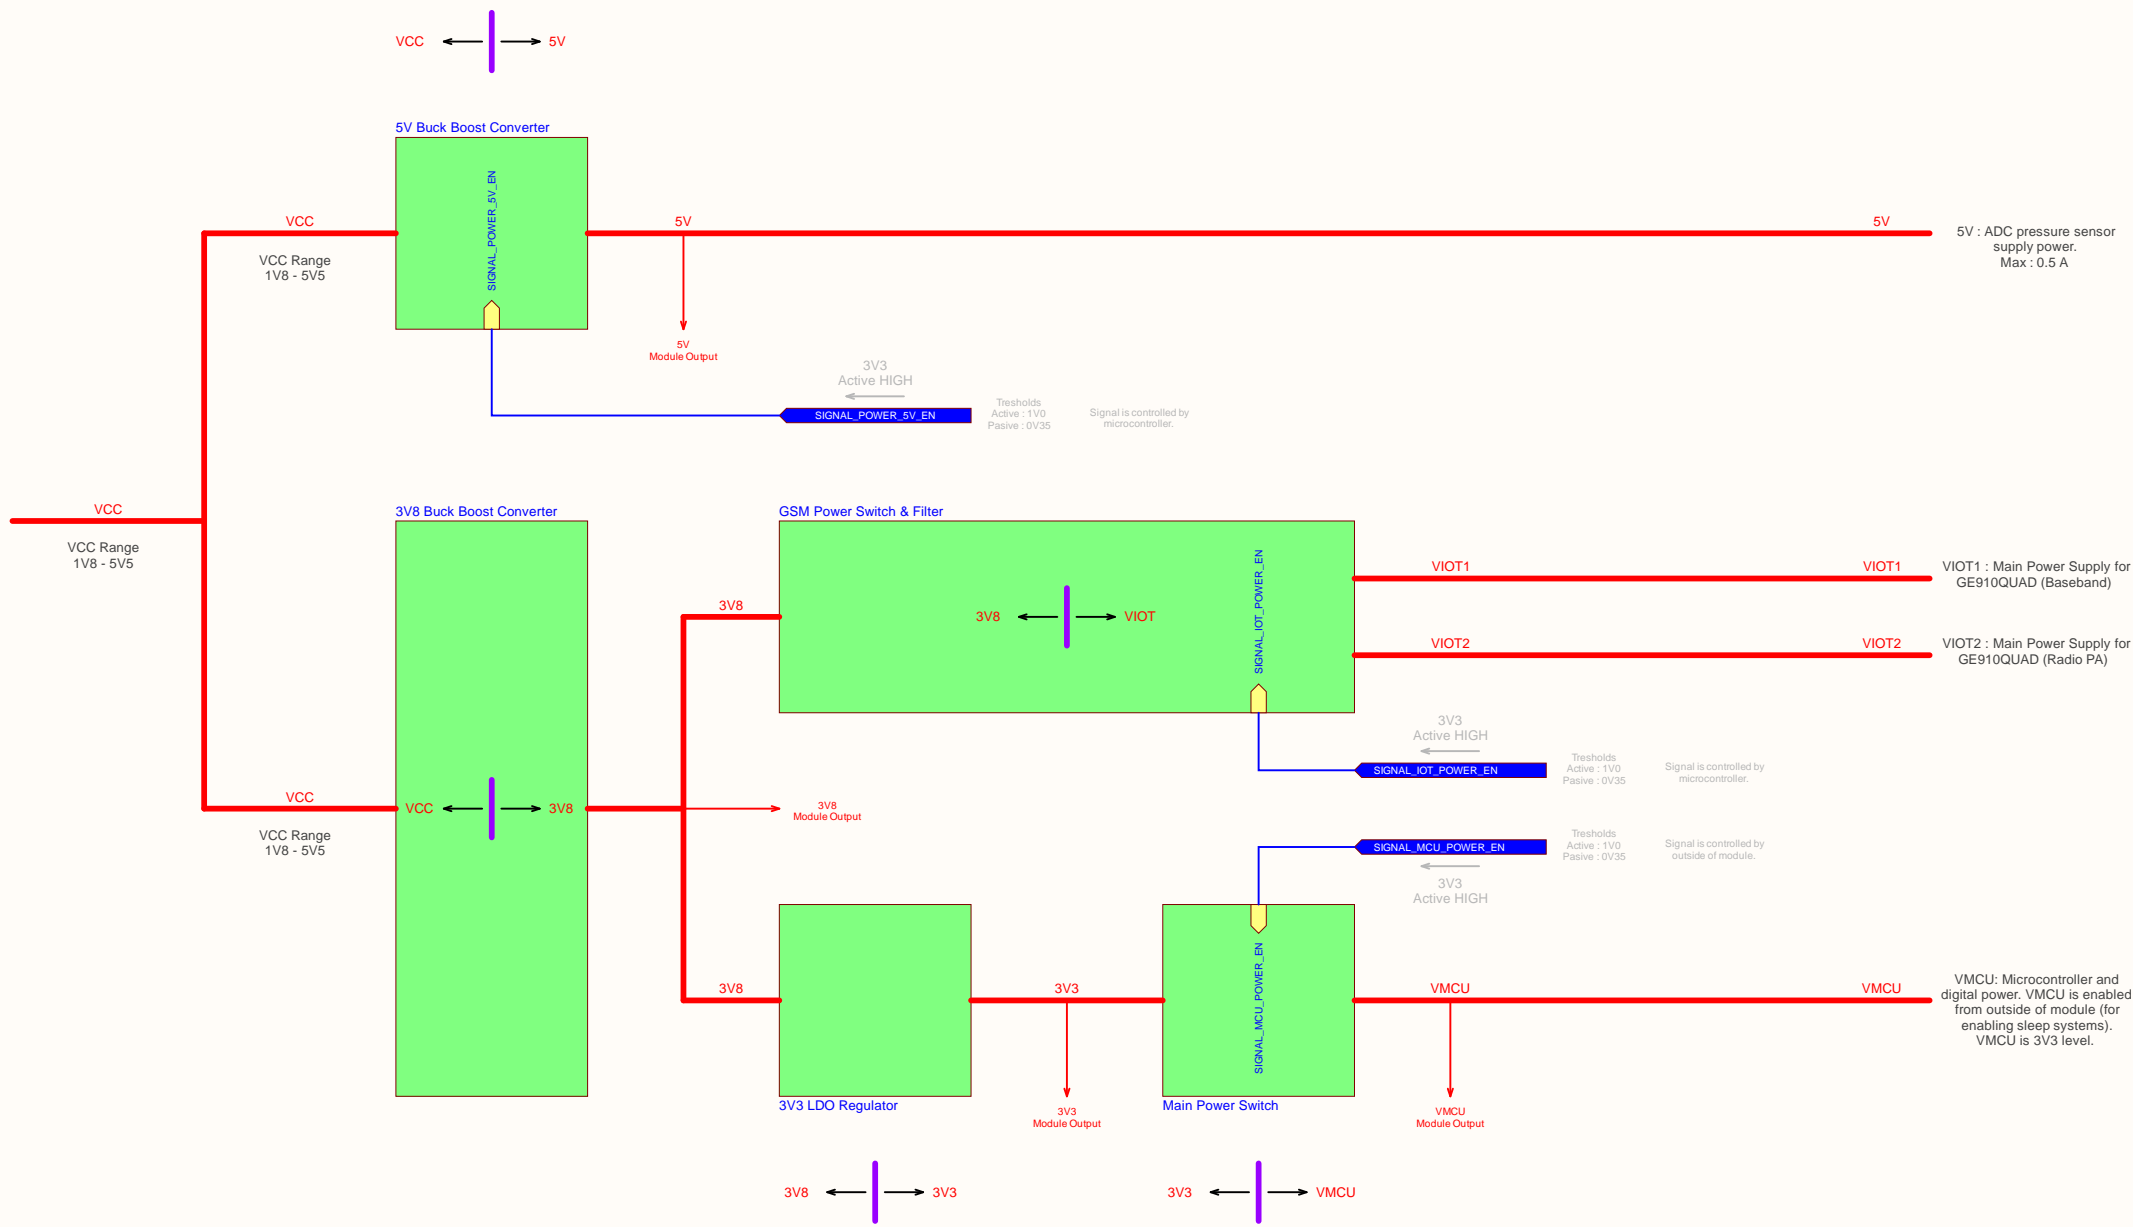 VCC
5V
5V Buck Boost Converter
SIGNAL_POWER_5V_EN
VCC
VCC Range
1V8 - 5V5
5V
5V
5V : ADC pressure sensor
supply power.
Max : 0.5 A
5V
Module Output
3V3
Active HIGH
SIGNAL_POWER_5V_EN
Tresholds
Active : 1V0
Pasive : 0V35
Signal is controlled by
microcontroller.
VCC
VCC Range
1V8 - 5V5
3V8 Buck Boost Converter
GSM Power Switch & Filter
SIGNAL_IOT_POWER_EN
3V8
3V8
VIOT
VIOT1
VIOT1
VIOT1 : Main Power Supply for
GE910QUAD (Baseband)
VIOT2
VIOT2
VIOT2 : Main Power Supply for
GE910QUAD (Radio PA)
3V3
Active HIGH
SIGNAL_IOT_POWER_EN
Tresholds
Active : 1V0
Pasive : 0V35
Signal is controlled by
microcontroller.
VCC
VCC Range
1V8 - 5V5
VCC
3V8
3V8
Module Output
SIGNAL_MCU_POWER_EN
Tresholds
Active : 1V0
Pasive : 0V35
Signal is controlled by
outside of module.
3V3
Active HIGH
3V8
3V3
SIGNAL_MCU_POWER_EN
VMCU
VMCU
VMCU: Microcontroller and
digital power. VMCU is enabled
from outside of module (for
enabling sleep systems).
VMCU is 3V3 level.
3V3 LDO Regulator
3V3
Module Output
Main Power Switch
VMCU
Module Output
3V8
3V3
3V3
VMCU